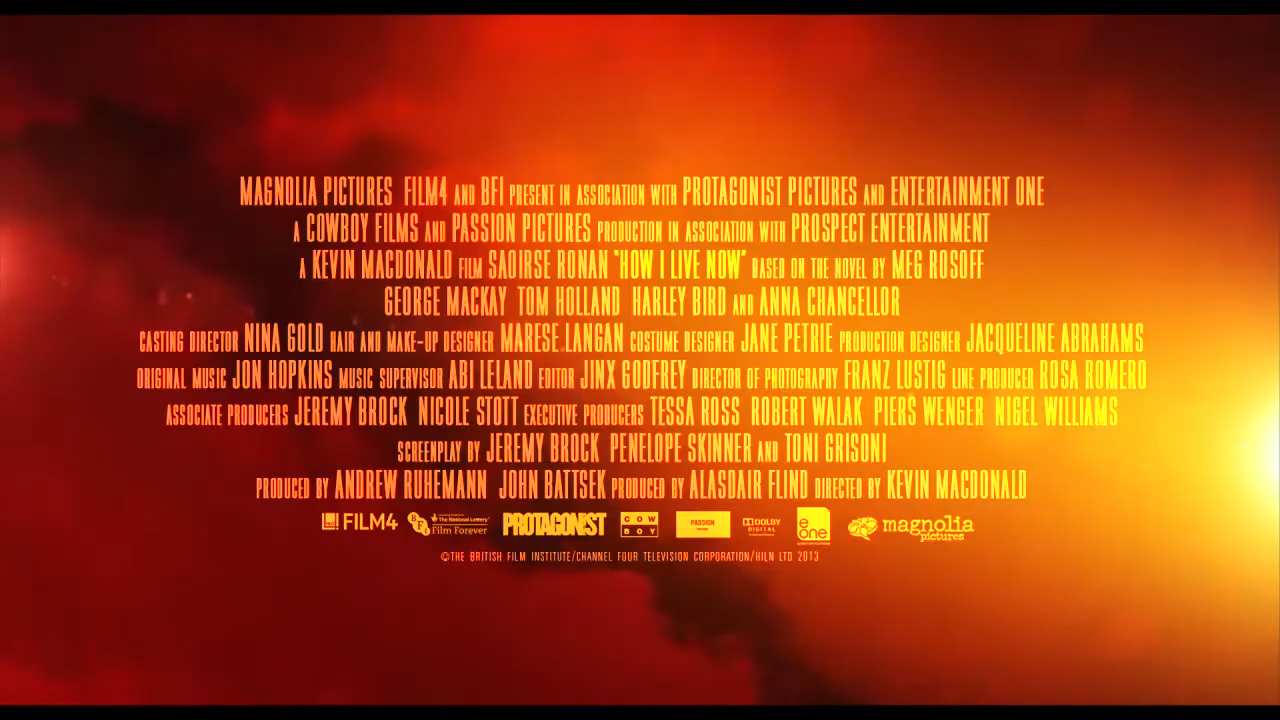 MAGNOLIA PICTURES FILM4 AND BFI PRESENT IN ASSOCIATION WITH PROTAGONIST PICTURES AND ENTERTAINMENT ONE
A COWBOY FILMS AND PASSION PICTURES PRODUCTION IN ASSOCIATION WITH PROSPECT ENTERTAINMENT
A KEVIN MACDONALD FILM SAOIRSE RONAN "HOW I LIVE NOW" BASED ON THE NOVEL BY MEG ROSOFF
GEORGE MACKAY TOM HOLLAND HARLEY BIRD AND ANNA CHANCELLOR
CASTING DIRECTOR NINA GOLD HAIR AND MAKE-UP DESIGNER MARESE LANGAN COSTUME DESIGNER JANE PETRIE PRODUCTION DESIGNER JACQUELINE ABRAHAMS
ORIGINAL MUSIC JON HOPKINS MUSIC SUPERVISOR ABI LELAND EDITOR JINX GODFREY DIRECTOR OF PHOTOGRAPHY FRANZ LUSTIG LINE PRODUCER ROSA ROMERO
ASSOCIATE PRODUCERS JEREMY BROCK NICOLE STOTT EXECUTIVE PRODUCERS TESSA ROSS ROBERT WALAK PIERS WENGER NIGEL WILLIAMS
SCREENPLAY BY JEREMY BROCK PENELOPE SKINNER AND TONI GRISONI
PRODUCED BY ANDREW RUHEMANN JOHN BATTSEK PRODUCED BY ALASDAIR FLIND DIRECTED BY KEVIN MACDONALD
FILM4 BFI The National Lottery Film Forever PROTAGONIST COW BOY PASSION DOLBY DIGITAL e one magnolia pictures
©THE BRITISH FILM INSTITUTE/CHANNEL FOUR TELEVISION CORPORATION/HILN LTD 2013